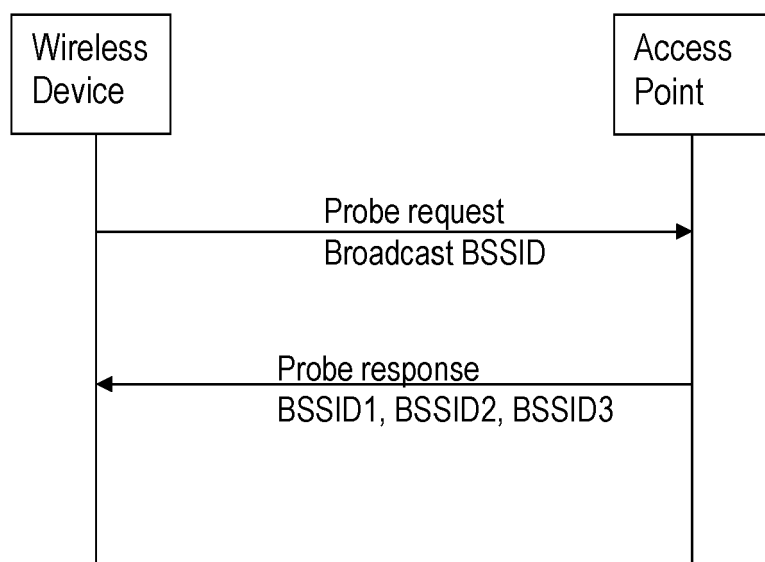 Wireless
Device
Access
Point
Probe request
Broadcast BSSID
Probe response
BSSID1, BSSID2, BSSID3